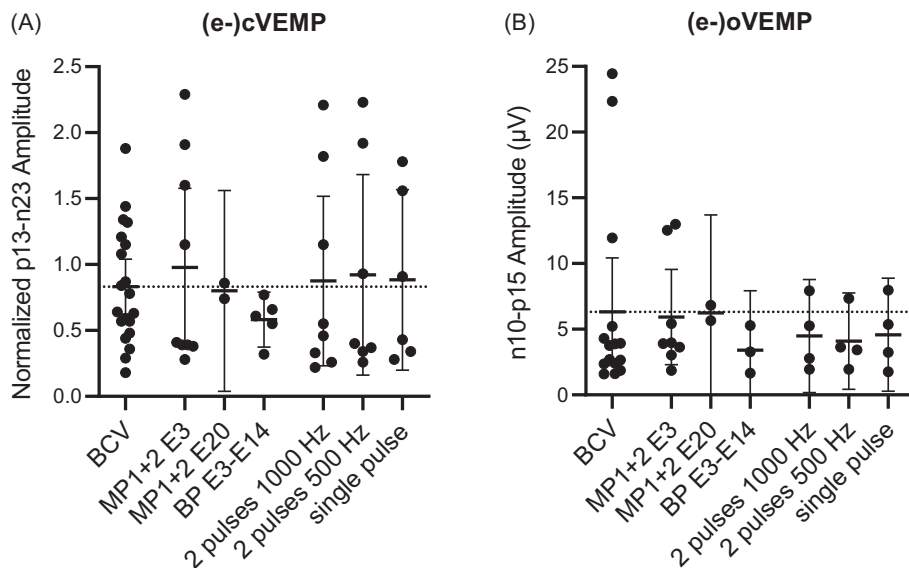 (A)
(e-)cVEMP
Normalized p13-n23 Amplitude
2.5
2.0
1.5
1.0
0.5
0.0
BCV
MP1+2 E3
MP1+2 E20
BP E3-E14
2 pulses 1000 Hz
2 pulses 500 Hz
single pulse
(B)
(e-)oVEMP
n10-p15 Amplitude (µV)
25
20
15
10
5
0
BCV
MP1+2 E3
MP1+2 E20
BP E3-E14
2 pulses 1000 Hz
2 pulses 500 Hz
single pulse